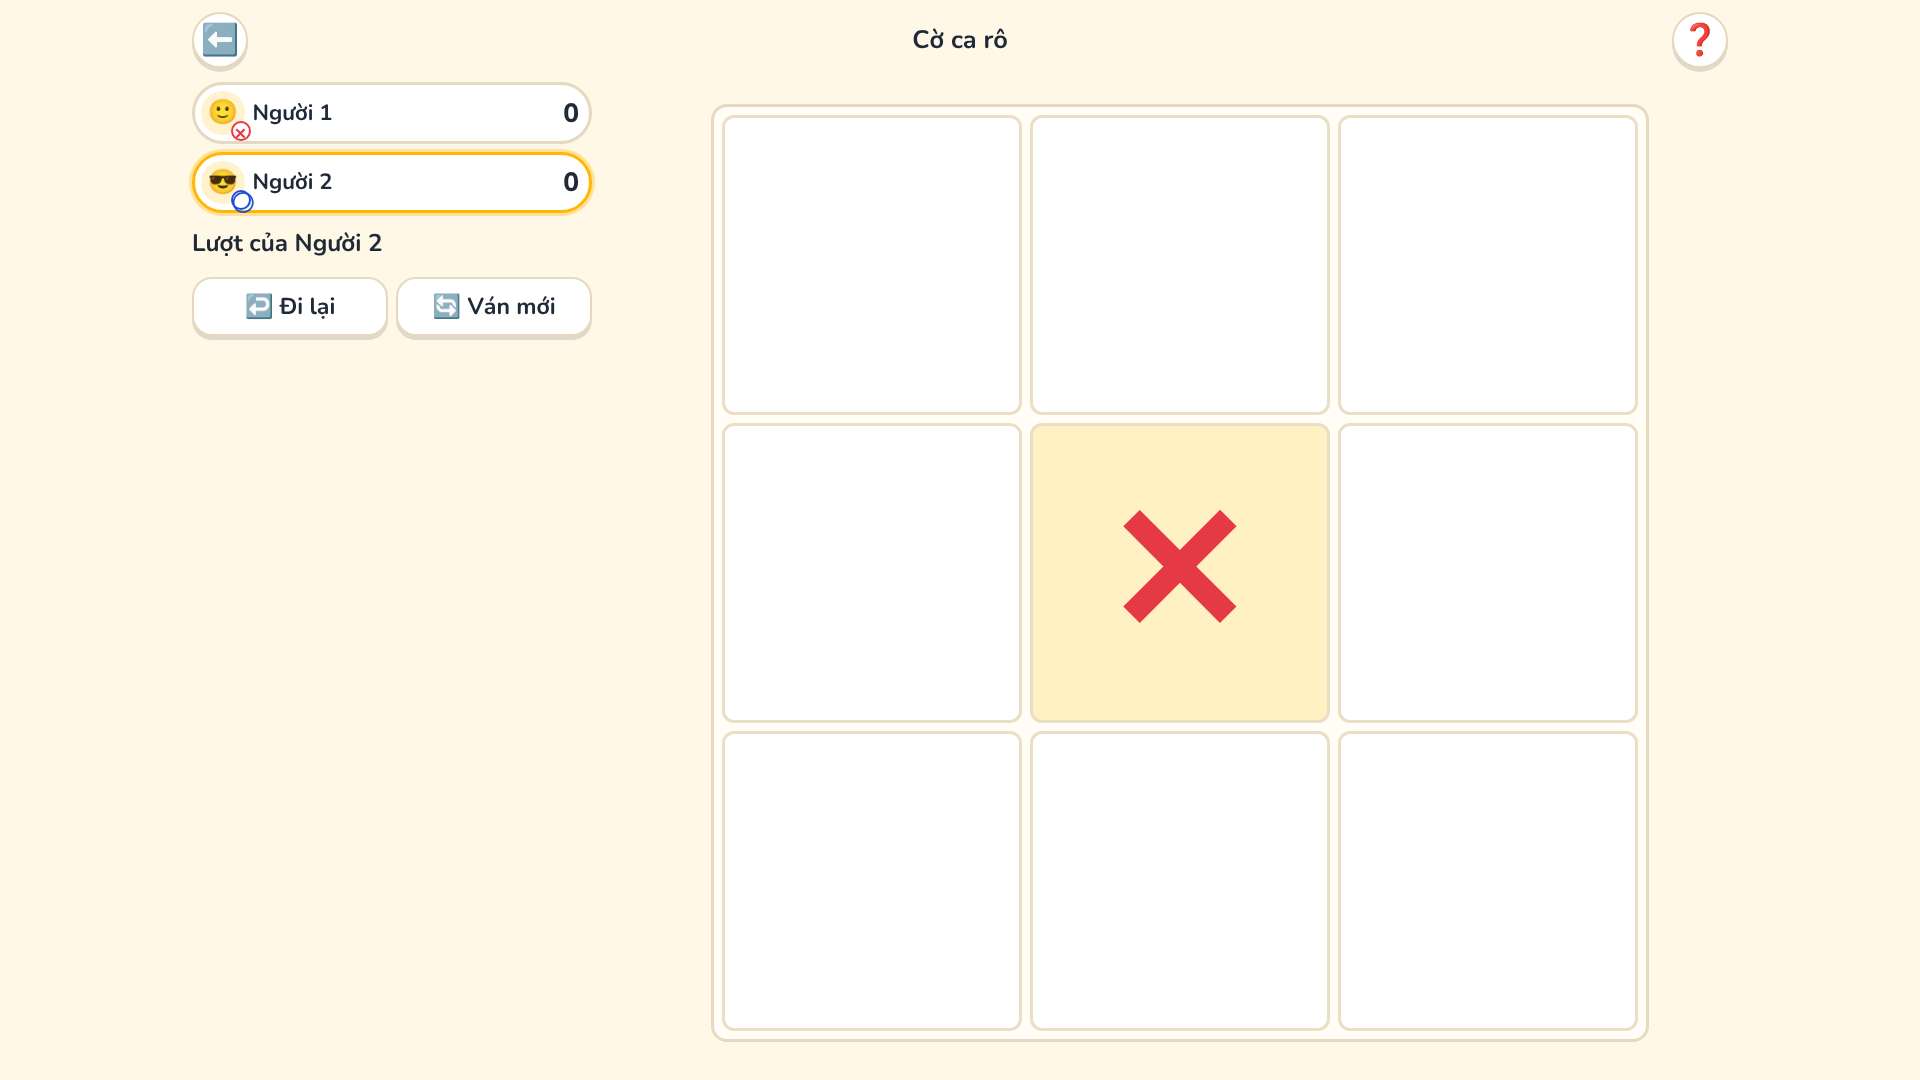 Cờ ca rô
Người 1 0
Người 2 0
Lượt của Người 2
Đi lại
Ván mới